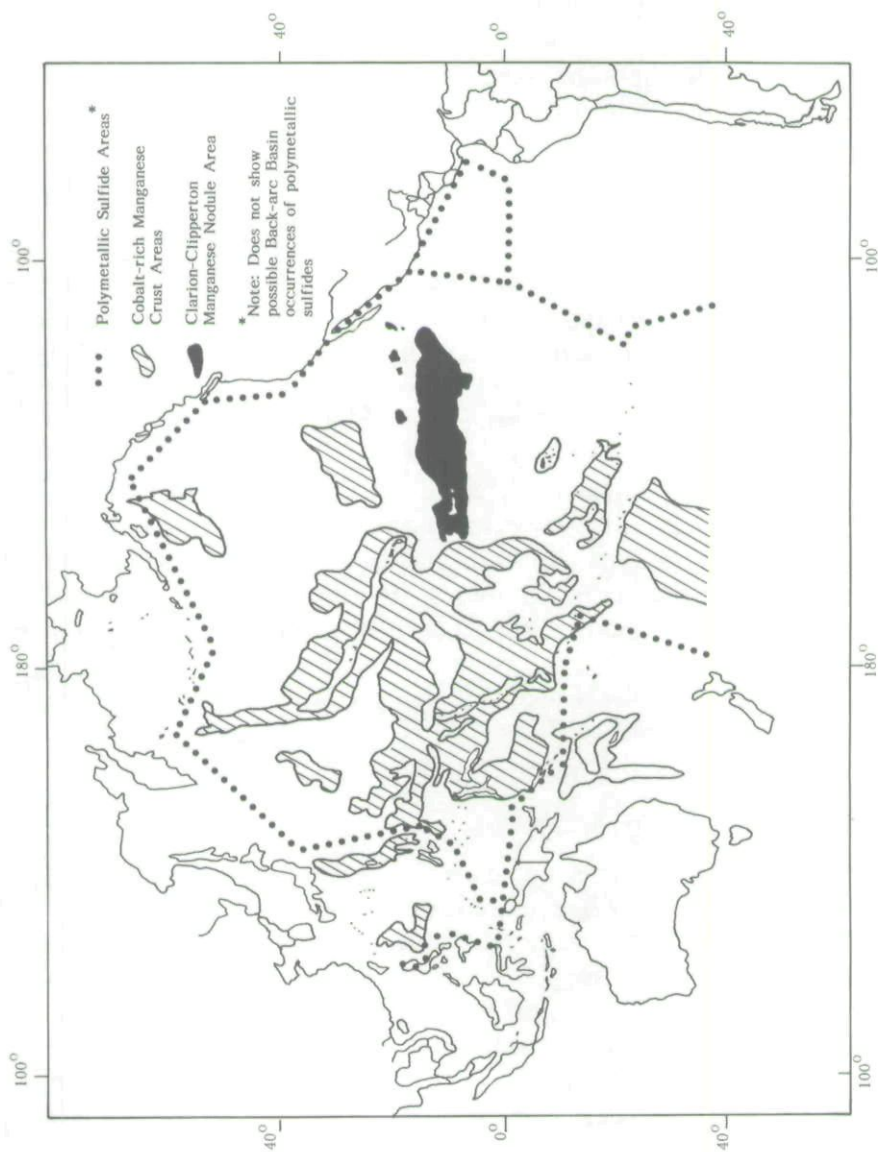 100°
180°
100°
40°
0°
40°
Polymetallic Sulfide Areas*
Cobalt-rich Manganese
Crust Areas
Clarion-Clipperton
Manganese Nodule Area
* Note: Does not show
possible Back-arc Basin
occurrences of polymetallic
sulfides
40°
0°
40°
100°
180°
100°